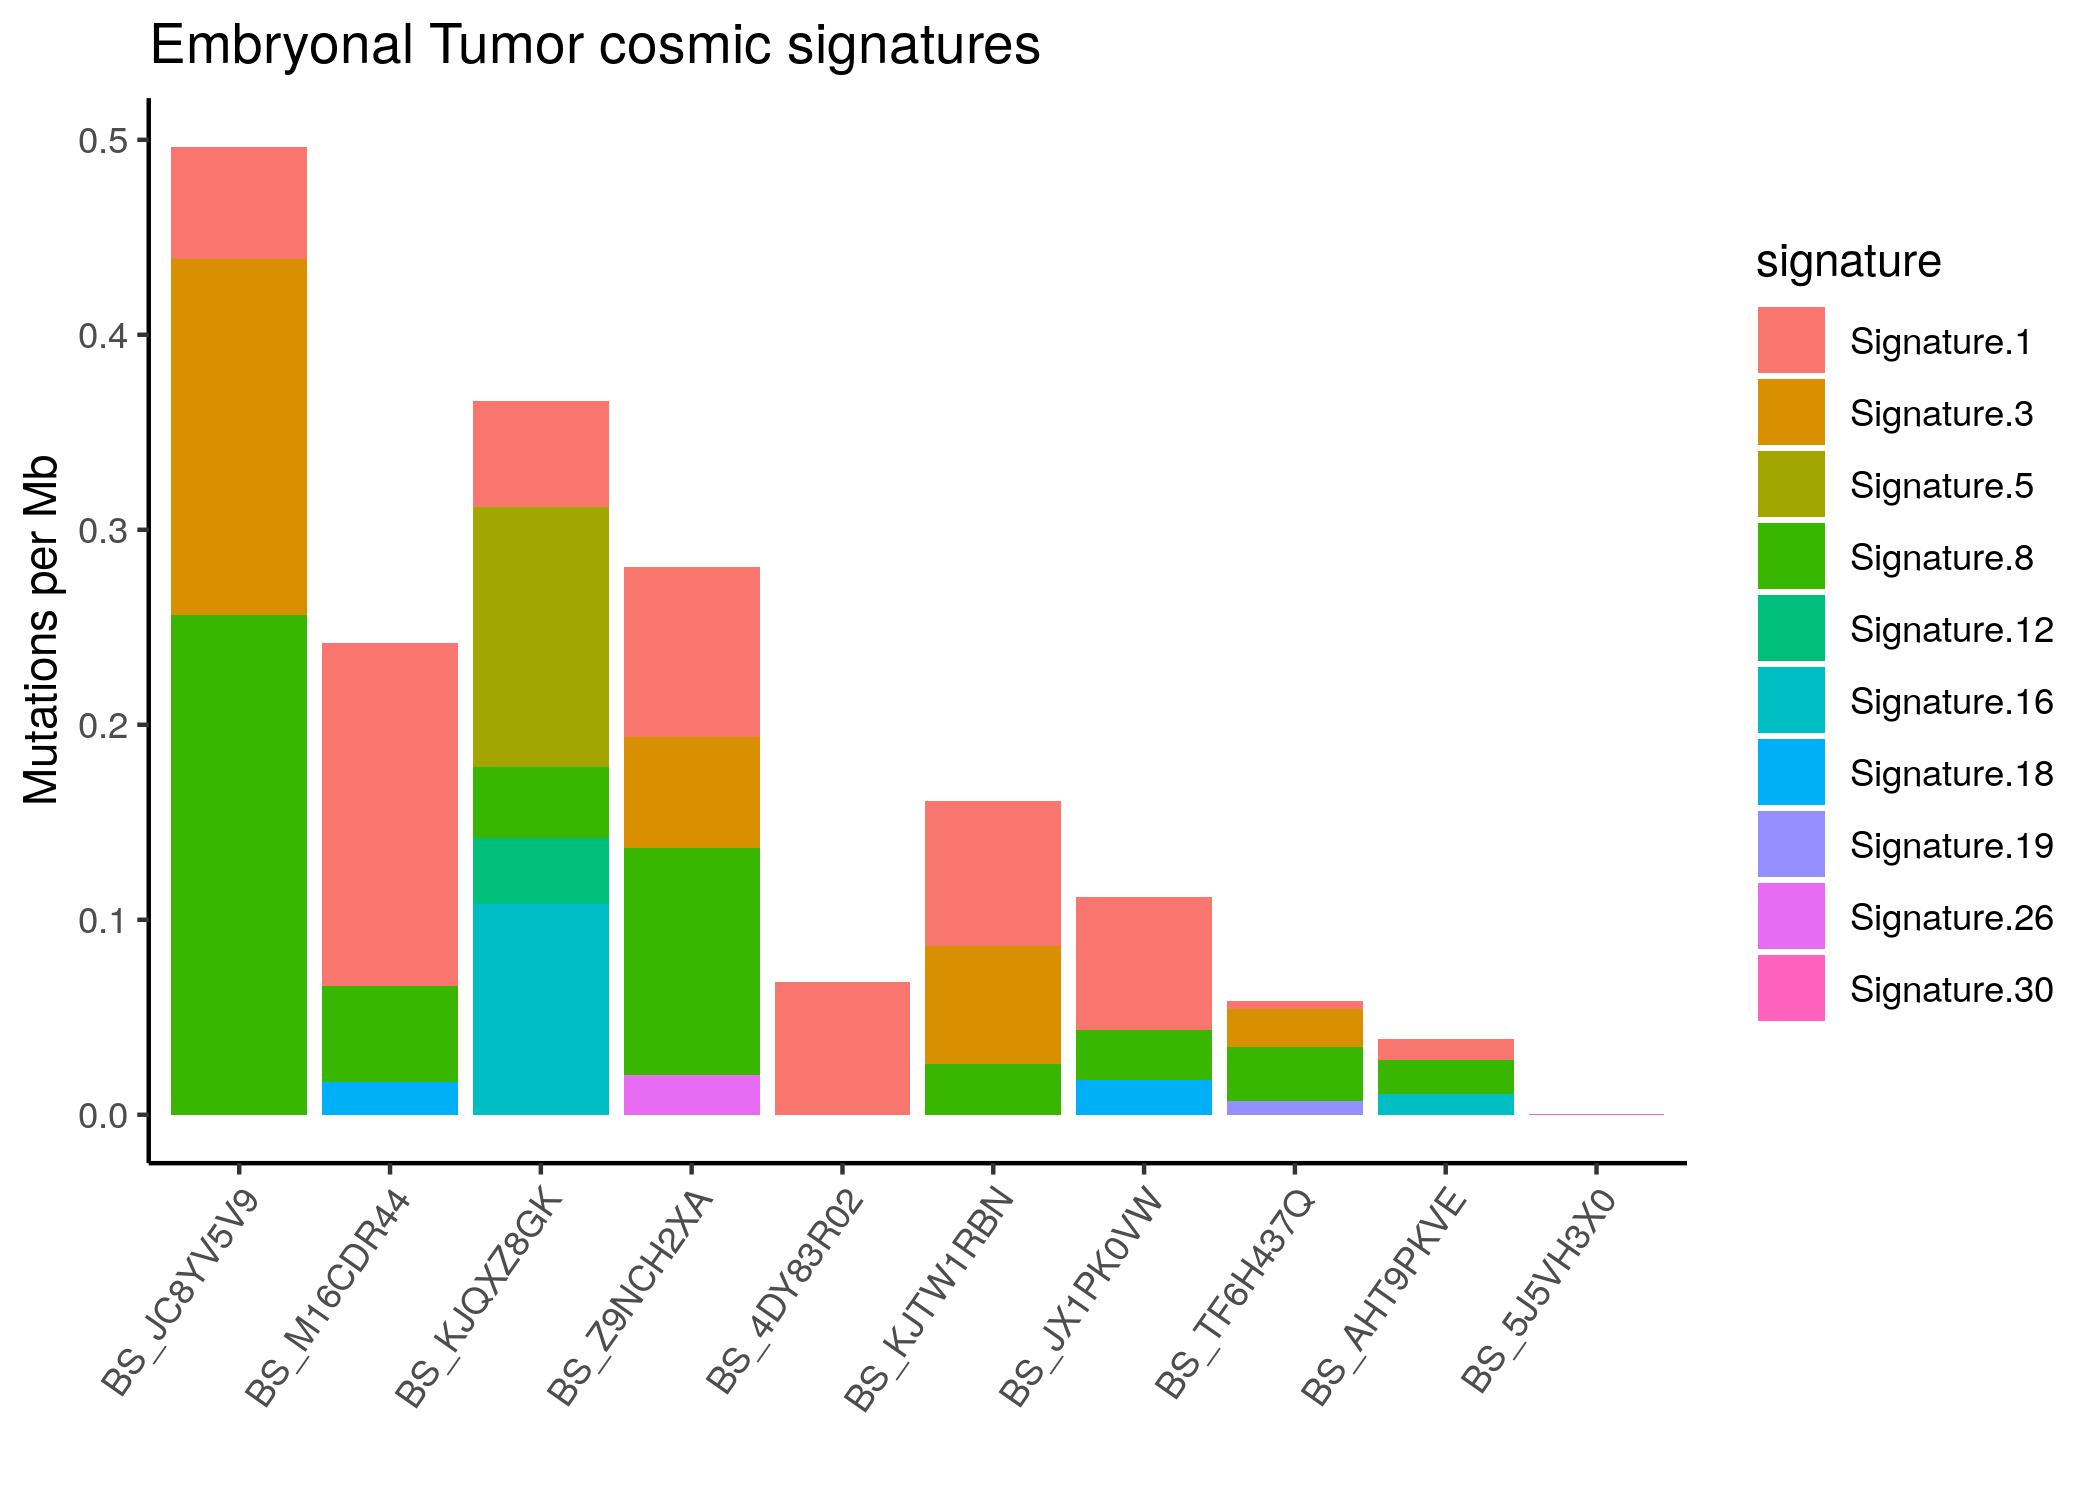 Embryonal Tumor cosmic signatures
Mutations per Mb
0.5
0.4
0.3
0.2
0.1
0.0
BS_JC8YV5V9
BS_M16CDR44
BS_KJQXZ8GK
BS_Z9NCH2XA
BS_4DY83R02
BS_KJTW1RBN
BS_JX1PK0VW
BS_TF6H437Q
BS_AHT9PKVE
BS_5J5VH3X0
signature
Signature.1
Signature.3
Signature.5
Signature.8
Signature.12
Signature.16
Signature.18
Signature.19
Signature.26
Signature.30